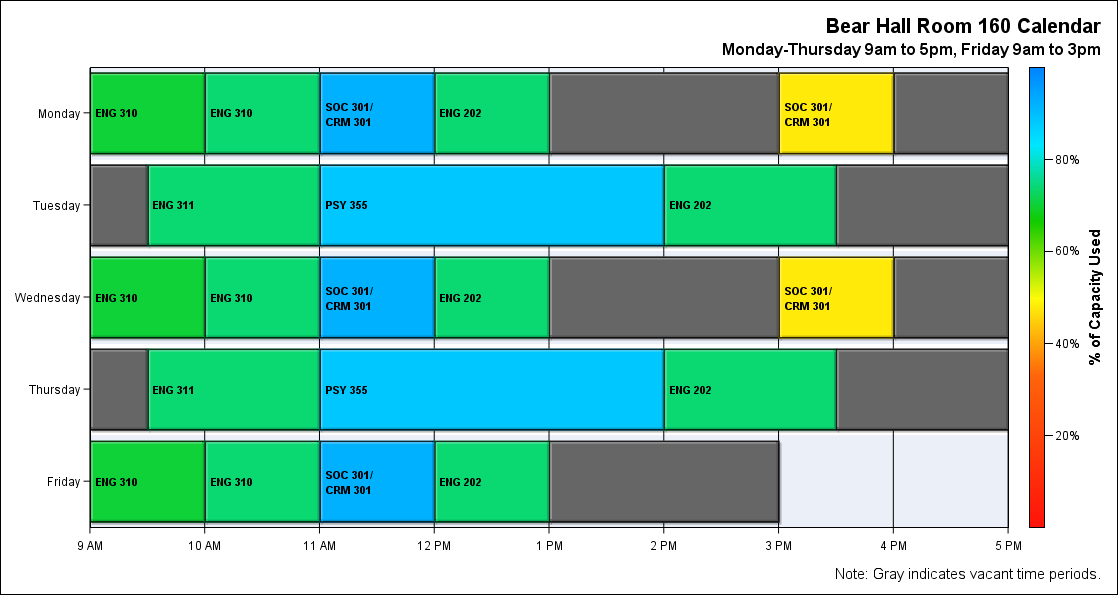 Bear Hall Room 160 Calendar
Monday-Thursday 9am to 5pm, Friday 9am to 3pm
Monday
ENG 310
ENG 310
SOC 301/
CRM 301
ENG 202
SOC 301/
CRM 301
Tuesday
ENG 311
PSY 355
ENG 202
Wednesday
ENG 310
ENG 310
SOC 301/
CRM 301
ENG 202
SOC 301/
CRM 301
Thursday
ENG 311
PSY 355
ENG 202
Friday
ENG 310
ENG 310
SOC 301/
CRM 301
ENG 202
9 AM
10 AM
11 AM
12 PM
1 PM
2 PM
3 PM
4 PM
5 PM
80%
60%
40%
20%
% of Capacity Used
Note: Gray indicates vacant time periods.